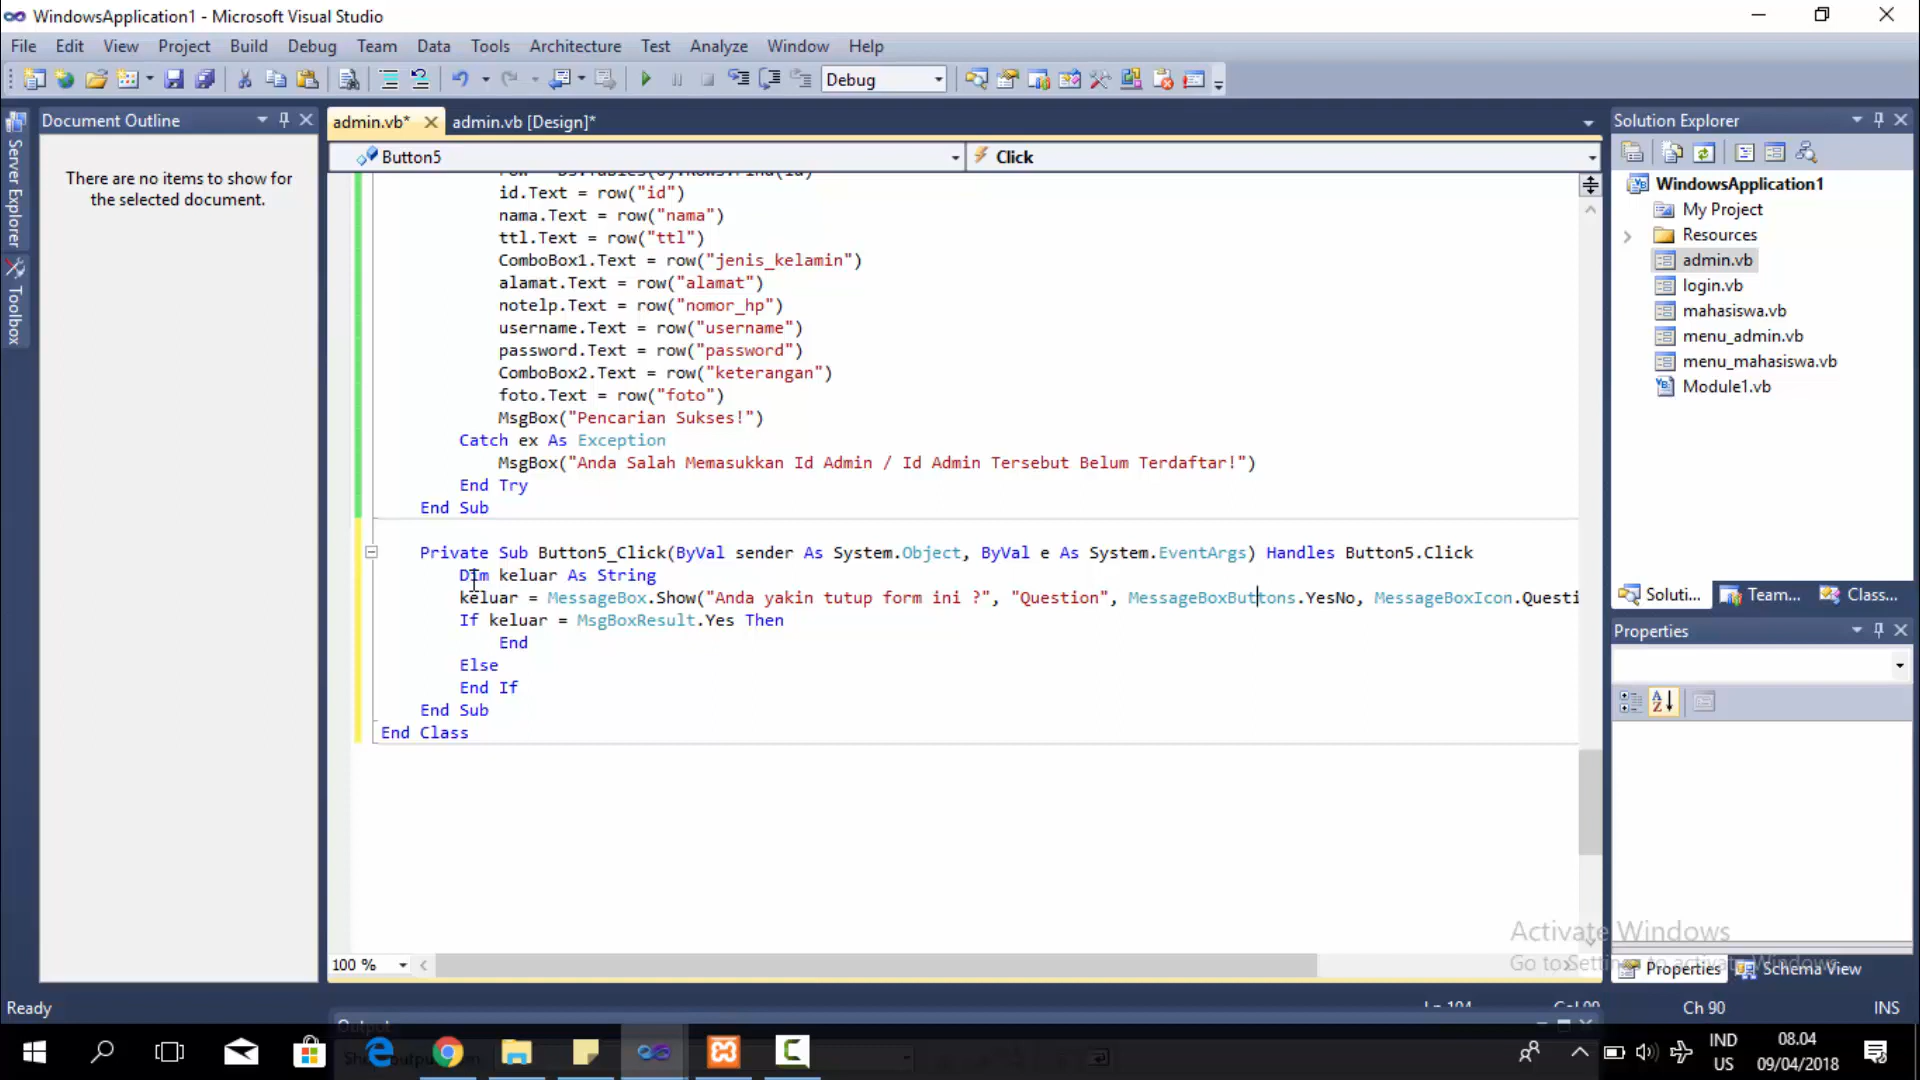 WindowsApplication1 - Microsoft Visual Studio
File Edit View Project Build Debug Team Data Tools Architecture Test Analyze Window Help
Debug
Server Explorer
Toolbox
Document Outline
There are no items to show for
the selected document.
admin.vb*
admin.vb [Design]*
Button5
Click
id.Text = row("id")
nama.Text = row("nama")
ttl.Text = row("ttl")
ComboBox1.Text = row("jenis_kelamin")
alamat.Text = row("alamat")
notelp.Text = row("nomor_hp")
username.Text = row("username")
password.Text = row("password")
ComboBox2.Text = row("keterangan")
foto.Text = row("foto")
MsgBox("Pencarian Sukses!")
Catch ex As Exception
MsgBox("Anda Salah Memasukkan Id Admin / Id Admin Tersebut Belum Terdaftar!")
End Try
End Sub
Private Sub Button5_Click(ByVal sender As System.Object, ByVal e As System.EventArgs) Handles Button5.Click
Dim keluar As String
keluar = MessageBox.Show("Anda yakin tutup form ini ?", "Question", MessageBoxButtons.YesNo, MessageBoxIcon.Questi
If keluar = MsgBoxResult.Yes Then
End
Else
End If
End Sub
End Class
100 %
Solution Explorer
WindowsApplication1
My Project
Resources
admin.vb
login.vb
mahasiswa.vb
menu_admin.vb
menu_mahasiswa.vb
Module1.vb
Soluti... Team... Class...
Properties
Activate Windows
Go to Settings to activate Windows.
Properties
Schema View
Ready
Ch 90
INS
Output
IND
US
08.04
09/04/2018